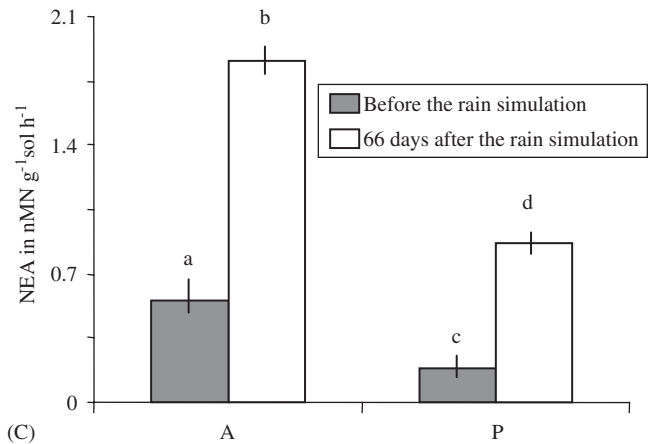 2.1
b
Before the rain simulation
66 days after the rain simulation
1.4
NEA in nMN g⁻¹sol h⁻¹
d
a
0.7
c
0
(C)
A
P